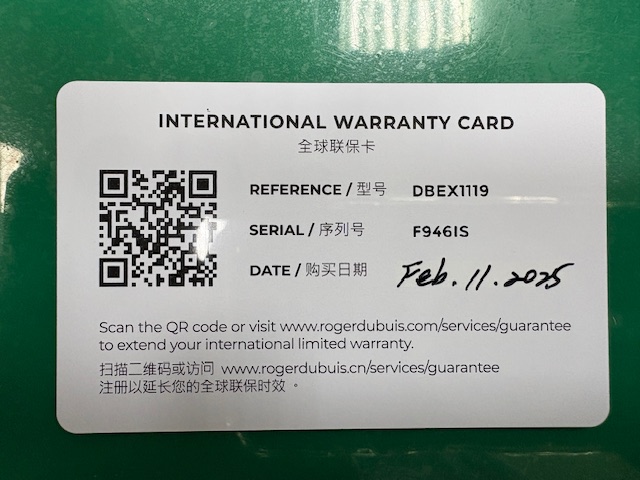 INTERNATIONAL WARRANTY CARD
全球联保卡
REFERENCE / 型号 DBEX1119
SERIAL / 序列号 F946IS
DATE / 购买日期 Feb.11.2025
Scan the QR code or visit www.rogerdubuis.com/services/guarantee
to extend your international limited warranty.
扫描二维码或访问 www.rogerdubuis.cn/services/guarantee
注册以延长您的全球联保时效。